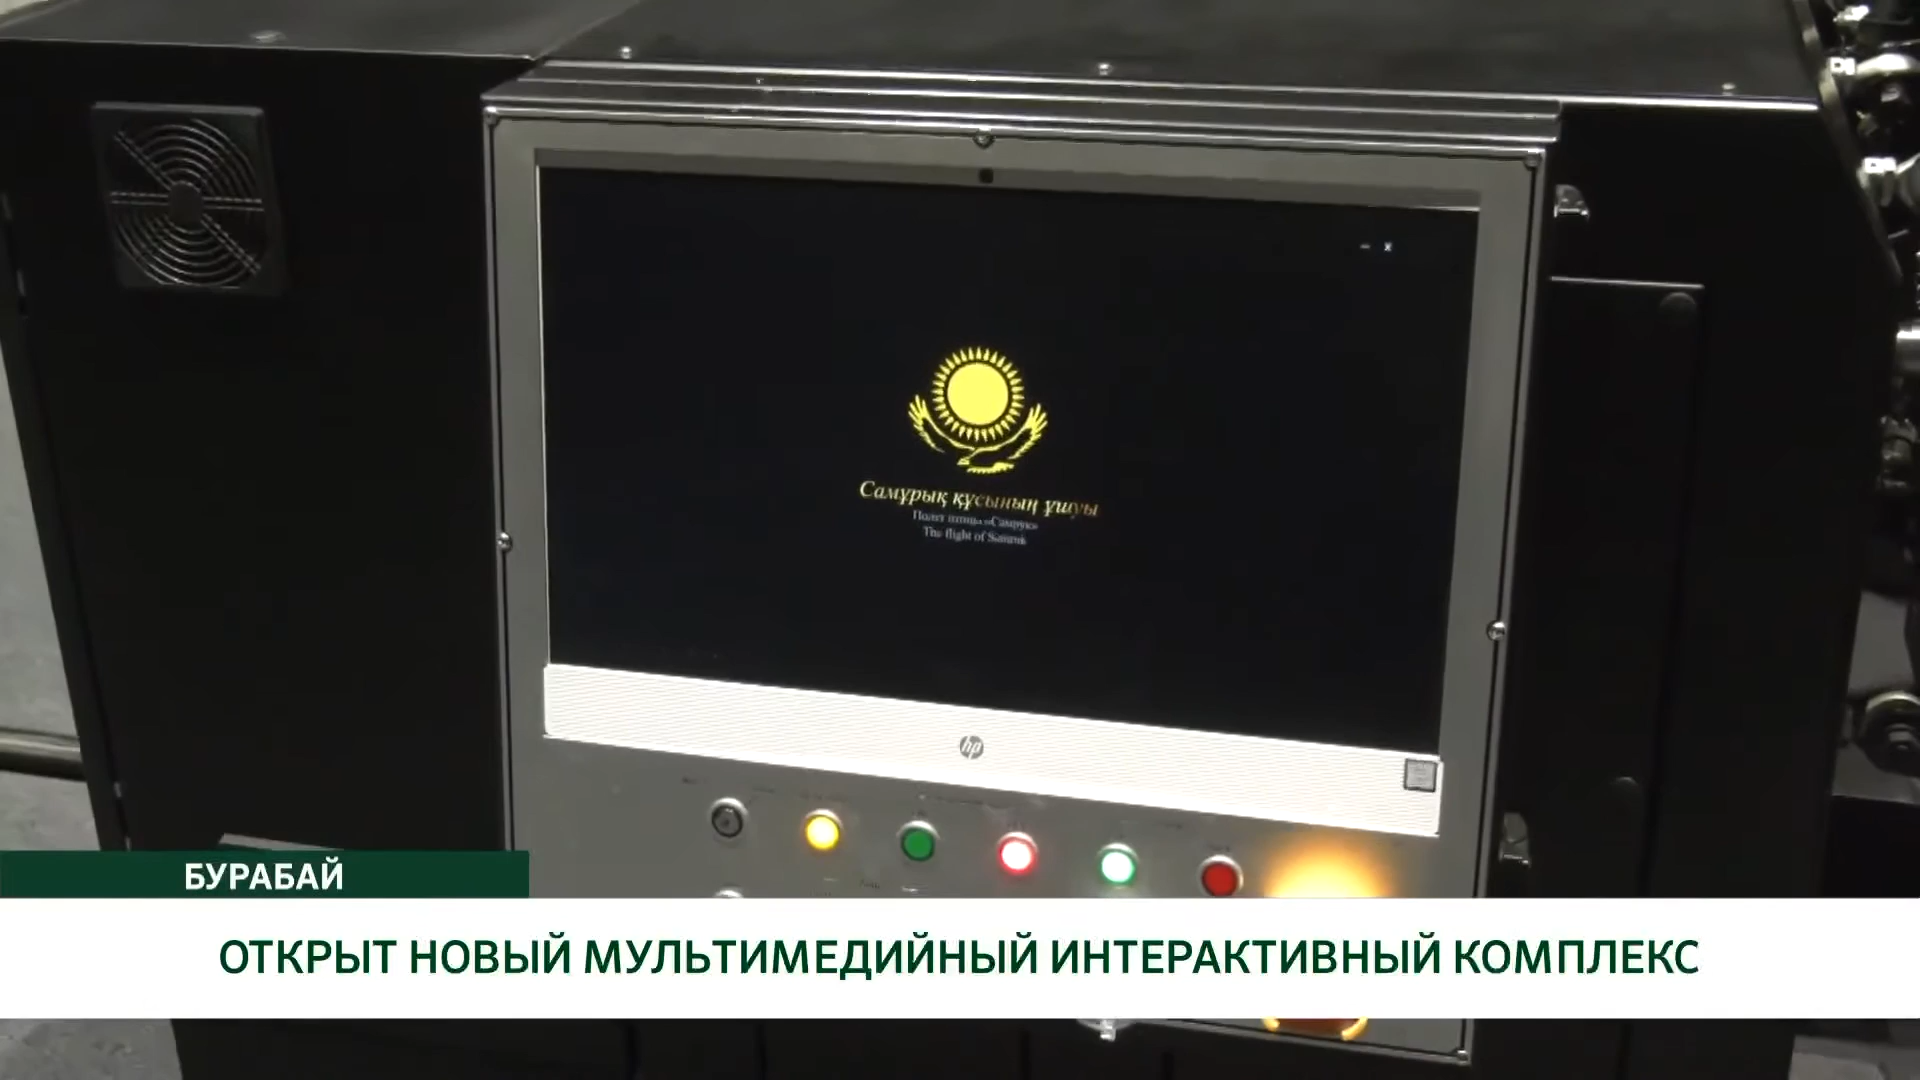 Самұрық құсының ұшуы
Полет птицы «Самрук»
The flight of Samruk
hp
БУРАБАЙ
ОТКРЫТ НОВЫЙ МУЛЬТИМЕДИЙНЫЙ ИНТЕРАКТИВНЫЙ КОМПЛЕКС